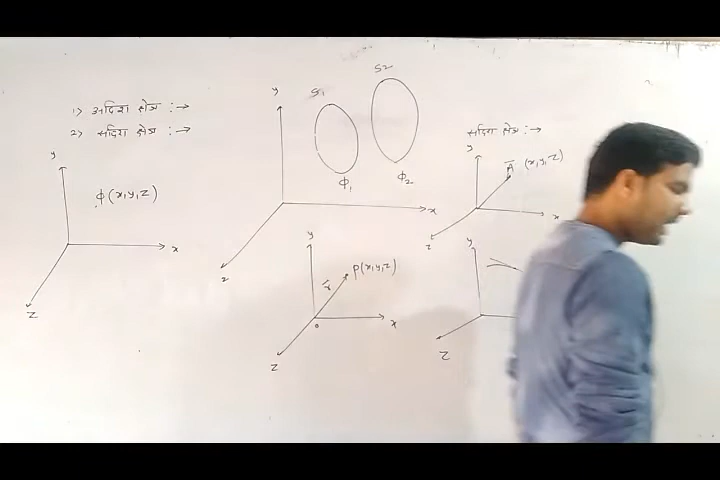 1) अदिश क्षेत्र :→
2) सदिश क्षेत्र :→
y
ϕ(x,y,z)
x
z
y
S1
S2
ϕ1
ϕ2
x
z
y
r⃗
P(x,y,z)
o
x
z
सदिश क्षेत्र :→
y
A⃗ (x,y,z)
x
z
y
z